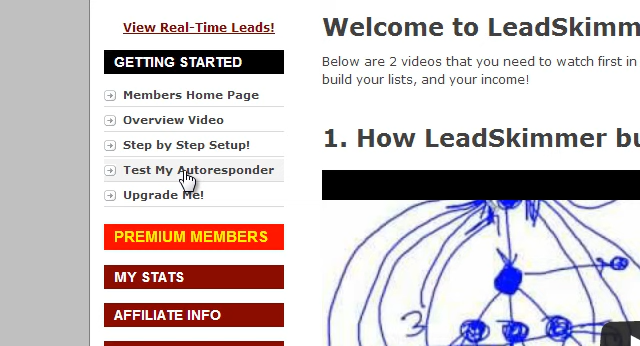 View Real-Time Leads!
GETTING STARTED
Members Home Page
Overview Video
Step by Step Setup!
Test My Autoresponder
Upgrade Me!
PREMIUM MEMBERS
MY STATS
AFFILIATE INFO
Welcome to LeadSkimm
Below are 2 videos that you need to watch first in
build your lists, and your income!
1. How LeadSkimmer bu
3